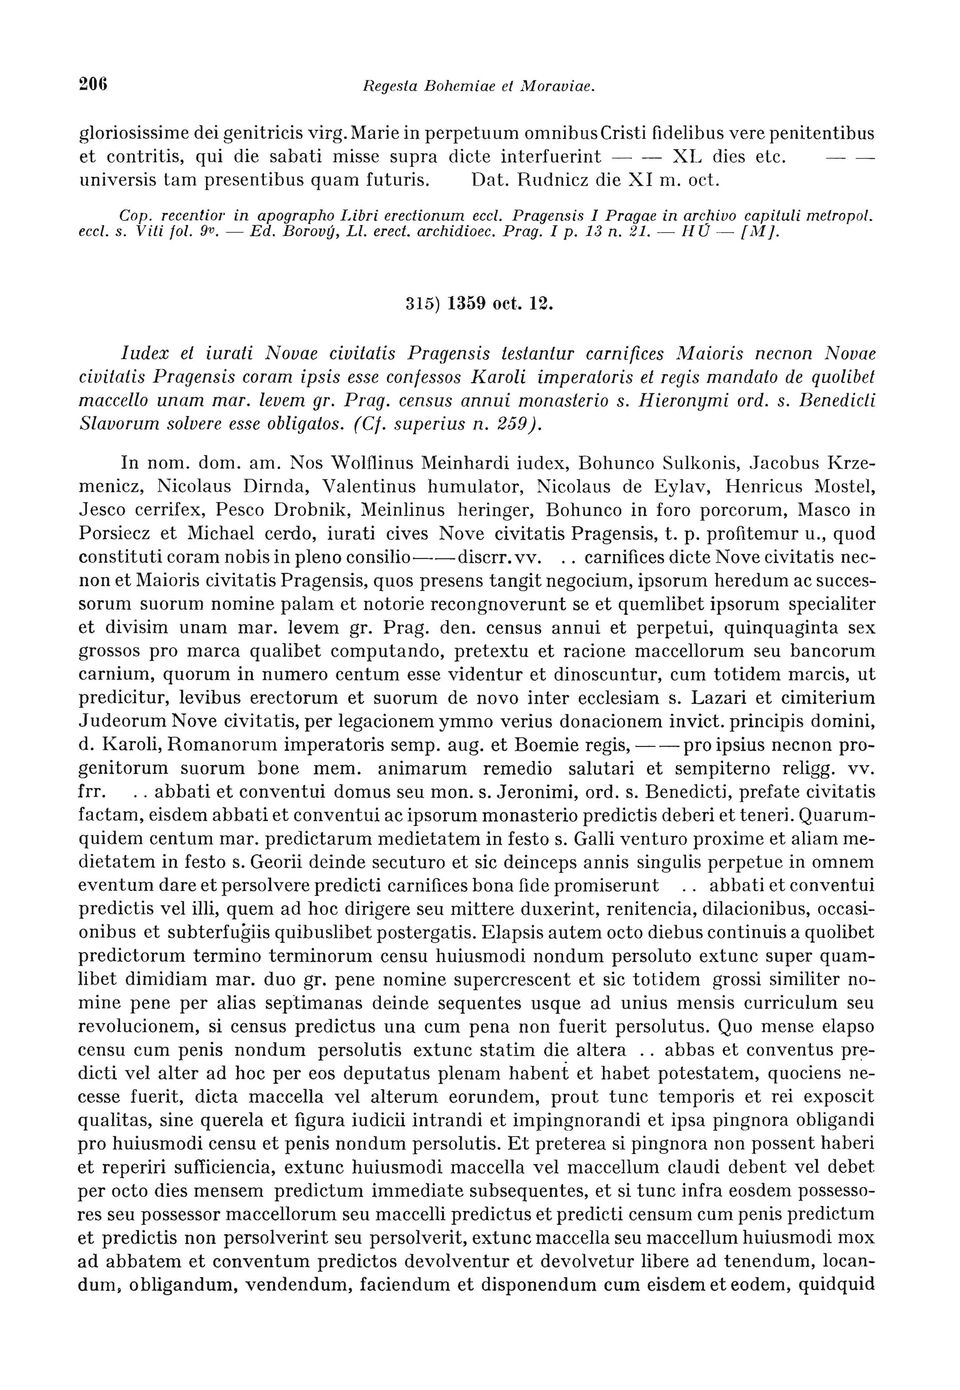 206
Regesta Bohemiae et Moraviae.
gloriosissime dei genitricis virg. Marie in perpetuum omnibus Cristi fidelibus vere penitentibus
et contritis, qui die sabati misse supra dicte interfuerint — — XL dies etc. — —
universis tam presentibus quam futuris. Dat. Rudnicz die XI m. oct.
Cop. recentior in apographo Libri erectionum eccl. Pragensis I Pragae in archivo capituli metropol.
eccl. s. Viti fol. 9v. — Ed. Borový, Ll. erect. archidioec. Prag. I p. 13 n. 21. — HÚ — [M].
315) 1359 oct. 12.
Iudex et iurati Novae civitatis Pragensis testantur carnifices Maioris necnon Novae
civitatis Pragensis coram ipsis esse confessos Karoli imperatoris et regis mandato de quolibet
maccello unam mar. levem gr. Prag. census annui monasterio s. Hieronymi ord. s. Benedicti
Slavorum solvere esse obligatos. (Cf. superius n. 259).
In nom. dom. am. Nos Wolflinus Meinhardi iudex, Bohunco Sulkonis, Jacobus Krze-
menicz, Nicolaus Dirnda, Valentinus humulator, Nicolaus de Eylav, Henricus Mostel,
Jesco cerrifex, Pesco Drobnik, Meinlinus heringer, Bohunco in foro porcorum, Masco in
Porsiecz et Michael cerdo, iurati cives Nove civitatis Pragensis, t. p. profitemur u., quod
constituti coram nobis in pleno consilio — — discrr. vv. . . carnifices dicte Nove civitatis nec-
non et Maioris civitatis Pragensis, quos presens tangit negocium, ipsorum heredum ac succes-
sorum suorum nomine palam et notorie recongnoverunt se et quemlibet ipsorum specialiter
et divisim unam mar. levem gr. Prag. den. census annui et perpetui, quinquaginta sex
grossos pro marca qualibet computando, pretextu et racione maccellorum seu bancorum
carnium, quorum in numero centum esse videntur et dinoscuntur, cum totidem marcis, ut
predicitur, levibus erectorum et suorum de novo inter ecclesiam s. Lazari et cimiterium
Judeorum Nove civitatis, per legacionem ymmo verius donacionem invict. principis domini,
d. Karoli, Romanorum imperatoris semp. aug. et Boemie regis, — — pro ipsius necnon pro-
genitorum suorum bone mem. animarum remedio salutari et sempiterno religg. vv.
frr. . . abbati et conventui domus seu mon. s. Jeronimi, ord. s. Benedicti, prefate civitatis
factam, eisdem abbati et conventui ac ipsorum monasterio predictis deberi et teneri. Quarum-
quidem centum mar. predictarum medietatem in festo s. Galli venturo proxime et aliam me-
dietatem in festo s. Georii deinde secuturo et sic deinceps annis singulis perpetue in omnem
eventum dare et persolvere predicti carnifices bona fide promiserunt . . abbati et conventui
predictis vel illi, quem ad hoc dirigere seu mittere duxerint, renitencia, dilacionibus, occasi-
onibus et subterfugiis quibuslibet postergatis. Elapsis autem octo diebus continuis a quolibet
predictorum termino terminorum censu huiusmodi nondum persoluto extunc super quam-
libet dimidiam mar. duo gr. pene nomine supercrescent et sic totidem grossi similiter no-
mine pene per alias septimanas deinde sequentes usque ad unius mensis curriculum seu
revolucionem, si census predictus una cum pena non fuerit persolutus. Quo mense elapso
censu cum penis nondum persolutis extunc statim die altera . . abbas et conventus pre-
dicti vel alter ad hoc per eos deputatus plenam habent et habet potestatem, quociens ne-
cesse fuerit, dicta maccella vel alterum eorundem, prout tunc temporis et rei exposcit
qualitas, sine querela et figura iudicii intrandi et impingnorandi et ipsa pingnora obligandi
pro huiusmodi censu et penis nondum persolutis. Et preterea si pingnora non possent haberi
et reperiri sufficiencia, extunc huiusmodi maccella vel maccellum claudi debent vel debet
per octo dies mensem predictum immediate subsequentes, et si tunc infra eosdem possesso-
res seu possessor maccellorum seu maccelli predictus et predicti censum cum penis predictum
et predictis non persolverint seu persolverit, extunc maccella seu maccellum huiusmodi mox
ad abbatem et conventum predictos devolventur et devolvetur libere ad tenendum, locan-
dum, obligandum, vendendum, faciendum et disponendum cum eisdem et eodem, quidquid